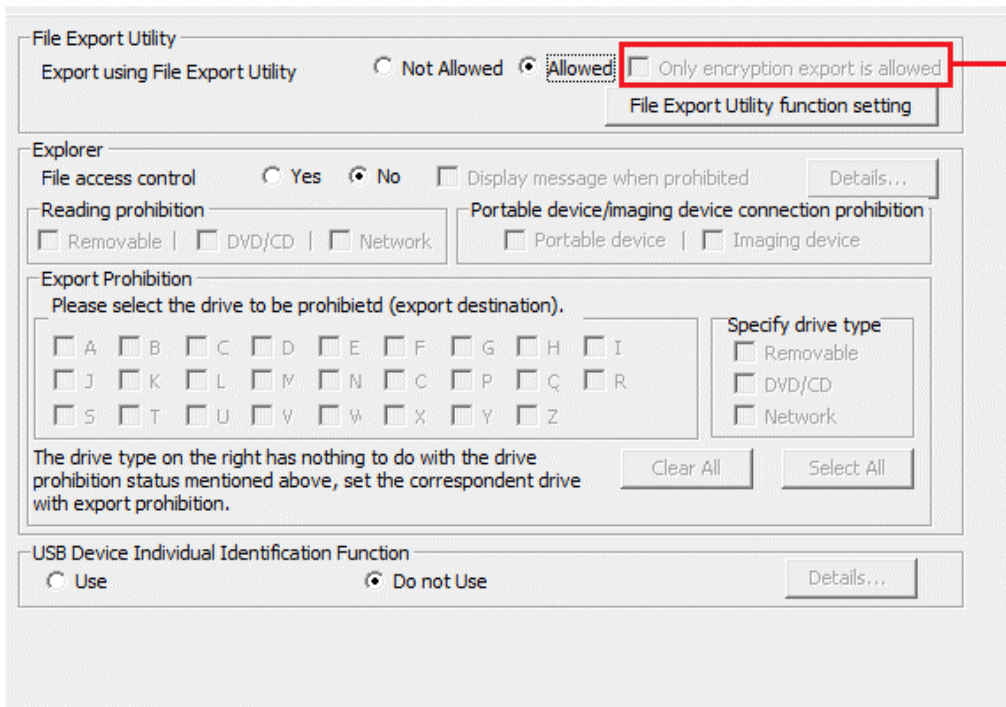 File Export Utility
Export using File Export Utility Not Allowed Allowed Only encryption export is allowed
File Export Utility function setting
Explorer
File access control Yes No Display message when prohibited Details...
Reading prohibition
Removable | DVD/CD | Network
Portable device/imaging device connection prohibition
Portable device | Imaging device
Export Prohibition
Please select the drive to be prohibietd (export destination).
A B C D E F G H I
J K L M N C P Q R
S T U V W X Y Z
Specify drive type
Removable
DVD/CD
Network
The drive type on the right has nothing to do with the drive
prohibition status mentioned above, set the correspondent drive
with export prohibition.
Clear All Select All
USB Device Individual Identification Function
Use Do not Use Details...